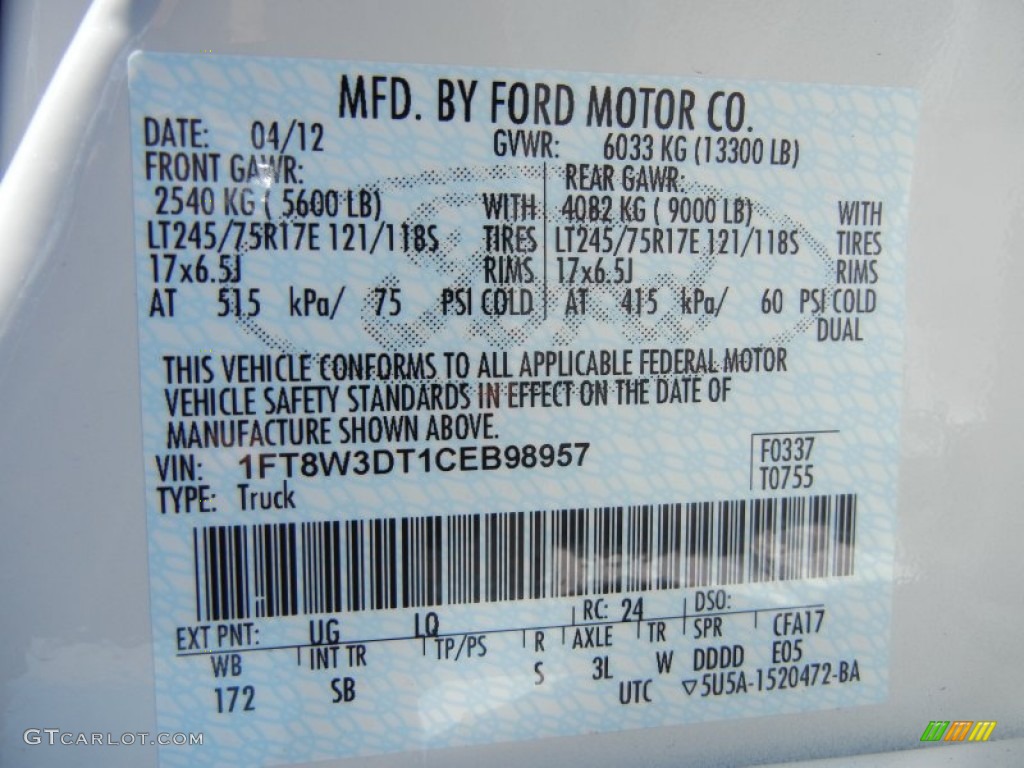 MFD. BY FORD MOTOR CO.
DATE: 04/12 GVWR: 6033 KG (13300 LB)
FRONT GAWR: REAR GAWR:
2540 KG ( 5600 LB) WITH 4082 KG ( 9000 LB) WITH
LT245/75R17E 121/118S TIRES LT245/75R17E 121/118S TIRES
17x6.5J RIMS 17x6.5J RIMS
AT 515 kPa/ 75 PSI COLD AT 415 kPa/ 60 PSI COLD
DUAL
THIS VEHICLE CONFORMS TO ALL APPLICABLE FEDERAL MOTOR
VEHICLE SAFETY STANDARDS IN EFFECT ON THE DATE OF
MANUFACTURE SHOWN ABOVE.
VIN: 1FT8W3DT1CEB98957 F0337
TYPE: Truck T0755
EXT PNT: UG LQ RC: 24 DSO:
WB INT TR TP/PS R AXLE TR SPR CFA17
172 SB S 3L W DDDD E05
UTC ▽5U5A-1520472-BA
Ford
GTCARLOT.COM